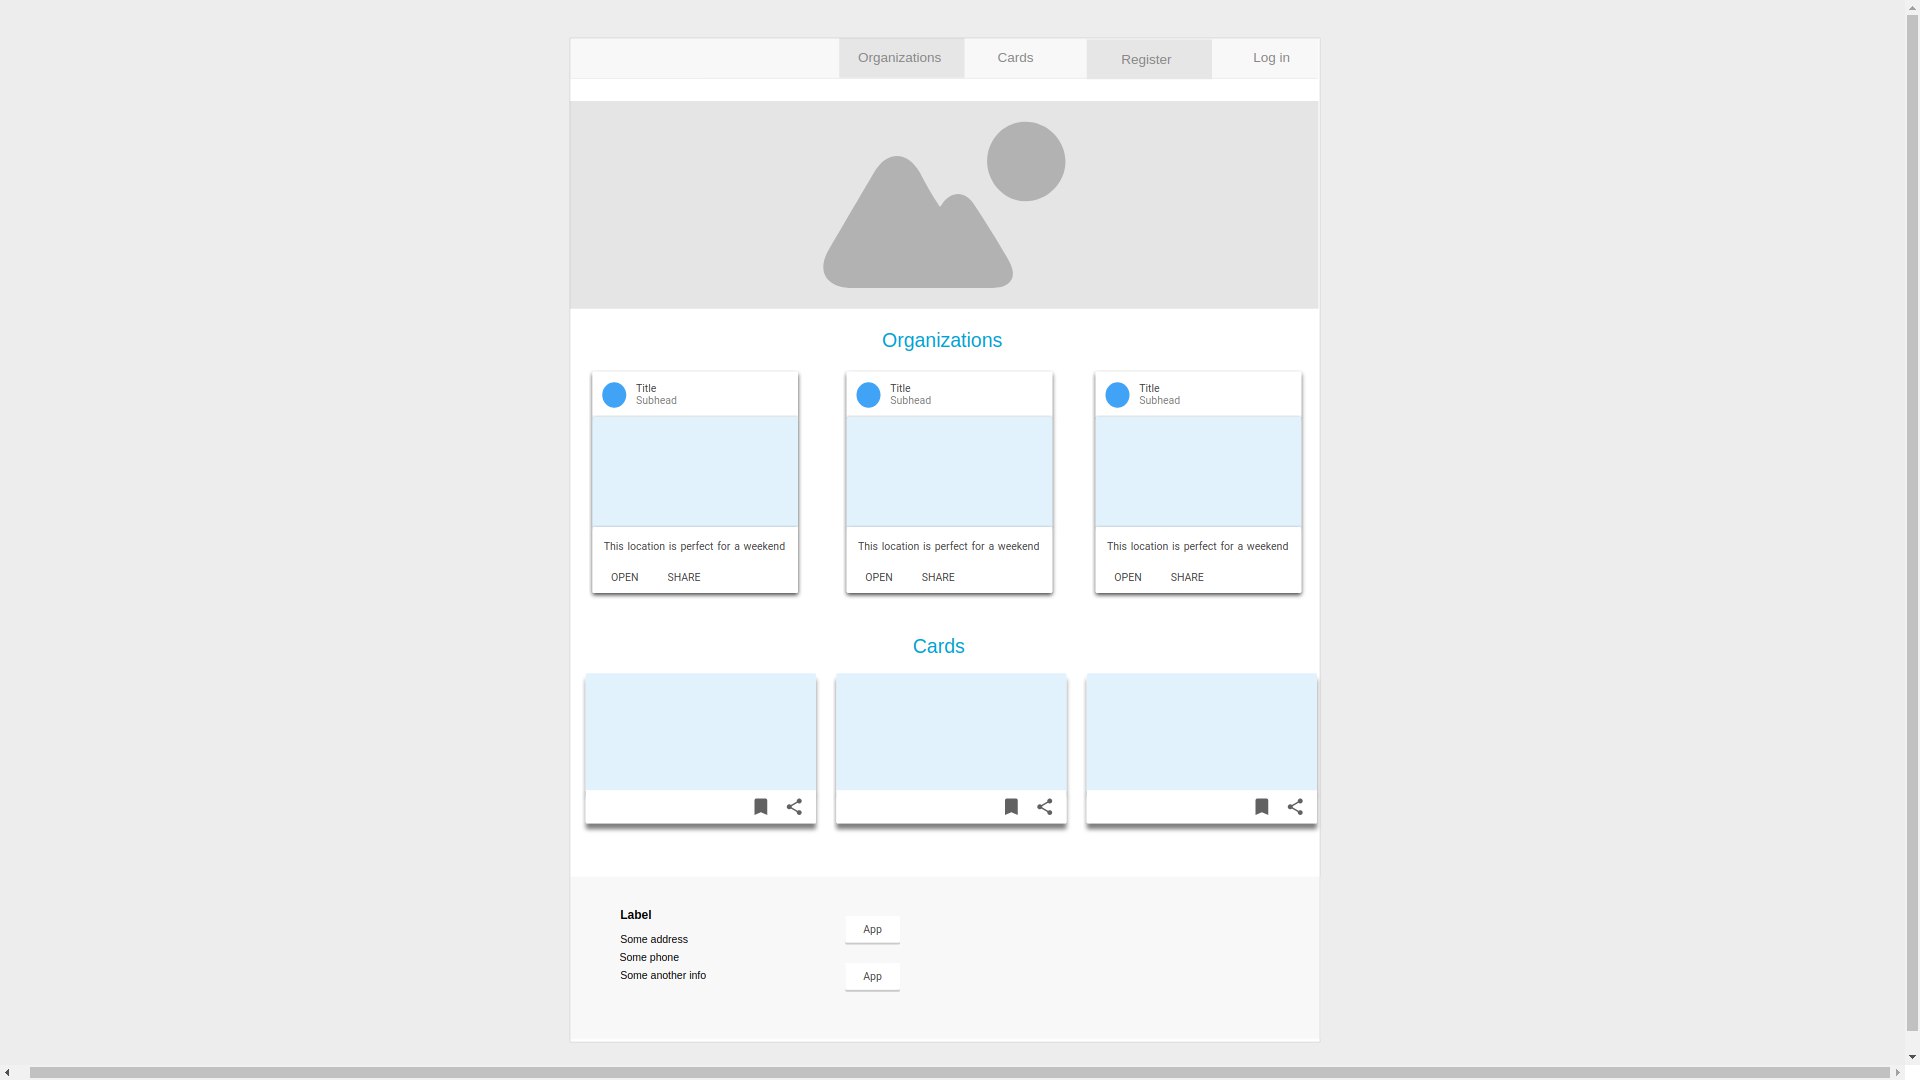 Organizations Cards Register Log in
Organizations
Title Title Title
Subhead Subhead Subhead
This location is perfect for a weekend This location is perfect for a weekend This location is perfect for a weekend
OPEN SHARE OPEN SHARE OPEN SHARE
Cards
Label
Some address
Some phone
Some another info
App
App